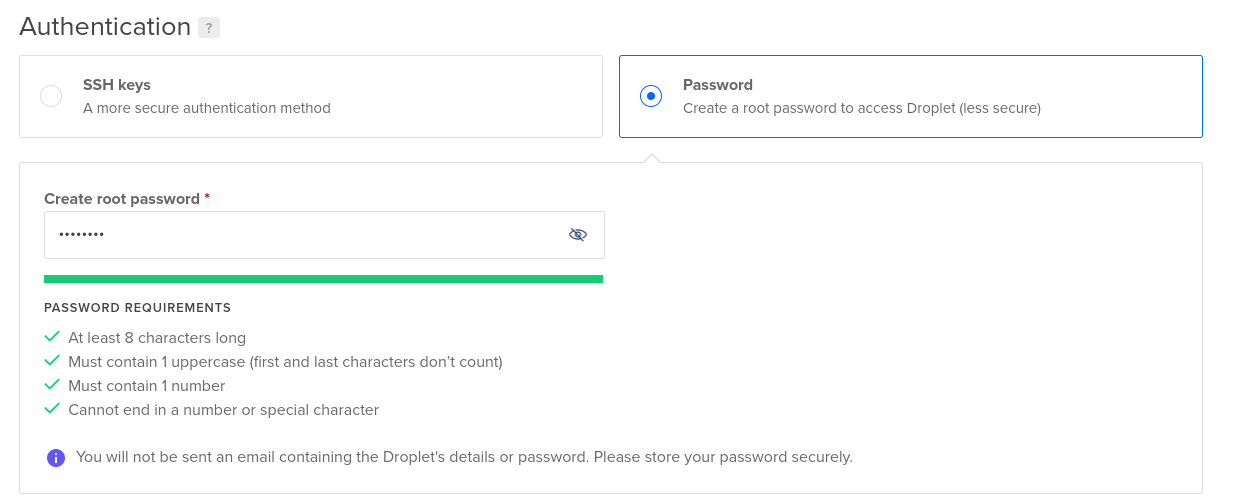 Authentication ?
SSH keys
A more secure authentication method
Password
Create a root password to access Droplet (less secure)
Create root password *
••••••••
PASSWORD REQUIREMENTS
At least 8 characters long
Must contain 1 uppercase (first and last characters don't count)
Must contain 1 number
Cannot end in a number or special character
You will not be sent an email containing the Droplet's details or password. Please store your password securely.